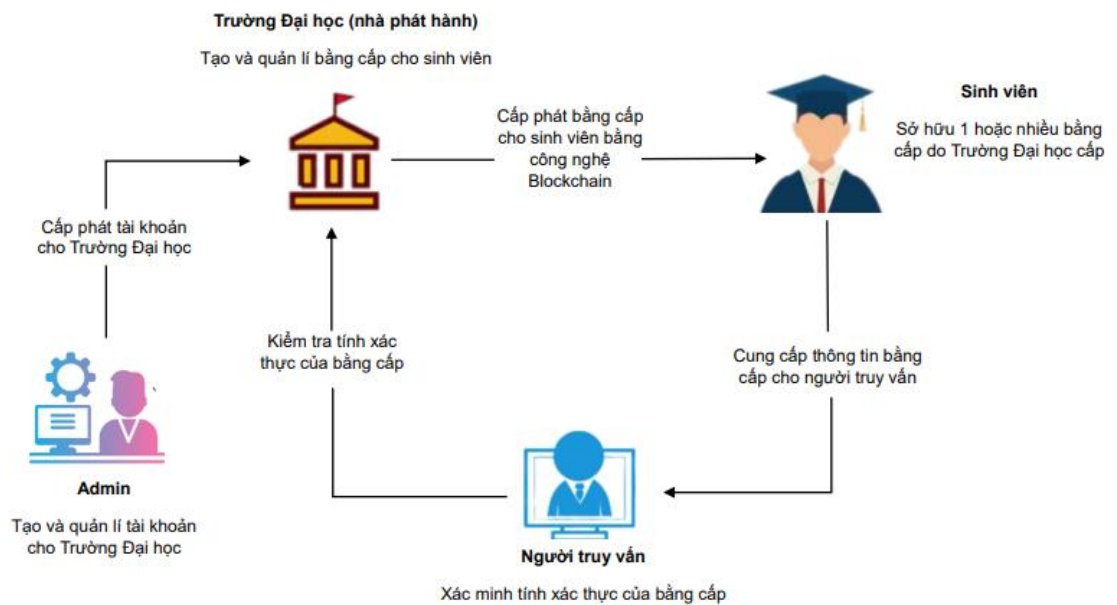 Trường Đại học (nhà phát hành)
Tạo và quản lí bằng cấp cho sinh viên
Cấp phát bằng cấp
cho sinh viên bằng
công nghệ
Blockchain
Sinh viên
Sở hữu 1 hoặc nhiều bằng
cấp do Trường Đại học cấp
Cấp phát tài khoản
cho Trường Đại học
Kiểm tra tính xác
thực của bằng cấp
Cung cấp thông tin bằng
cấp cho người truy vấn
Admin
Tạo và quản lí tài khoản
cho Trường Đại học
Người truy vấn
Xác minh tính xác thực của bằng cấp